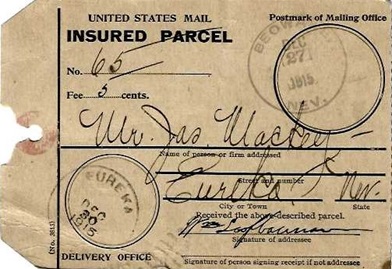 UNITED STATES MAIL
Postmark of Mailing Office
INSURED PARCEL
No. 65
BEOWAWE
DEC
27
1915
NEV.
Fee 5 cents.
Mr. Jas. Mackey
Name of person or firm addressed
Street and number
Eureka Nev.
City or Town State
EUREKA
DEC
30
1915
Received the above-described parcel.
Wm
Signature of addressee
DELIVERY OFFICE
Signature of person signing receipt if not addressee